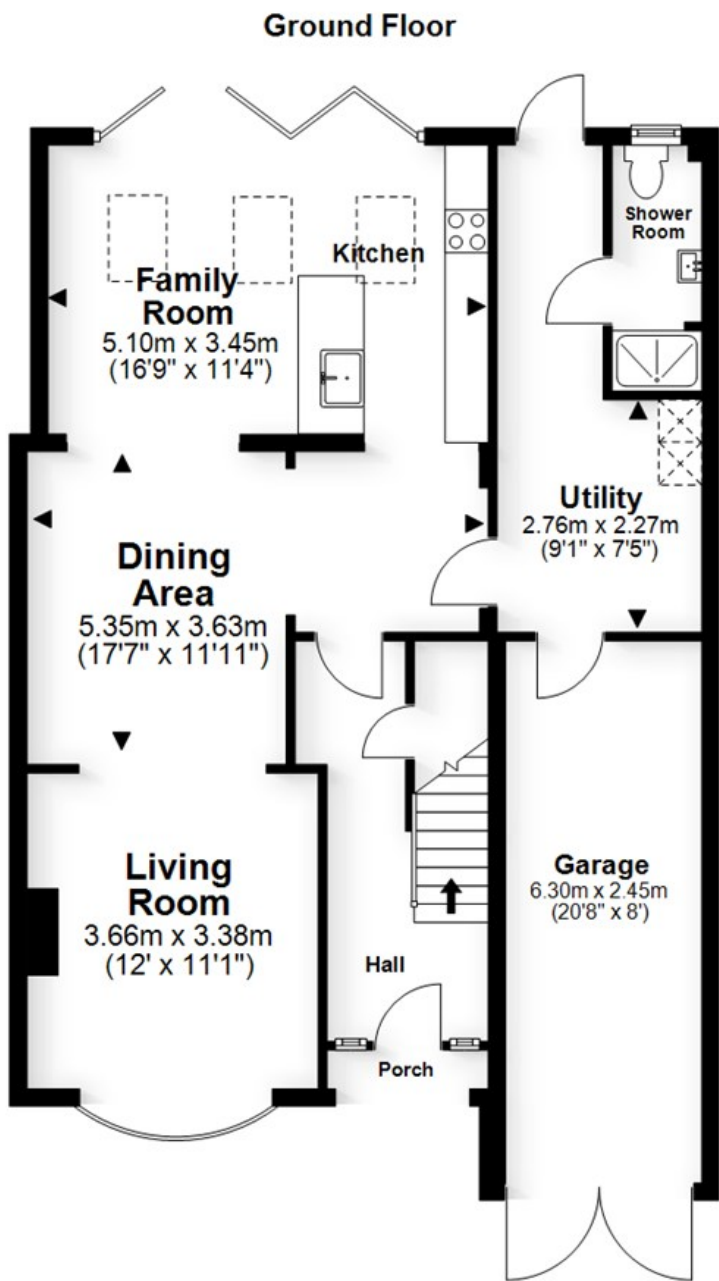 Ground Floor
Kitchen
Family
Room
5.10m x 3.45m
(16'9" x 11'4")
Shower
Room
Utility
2.76m x 2.27m
(9'1" x 7'5")
Dining
Area
5.35m x 3.63m
(17'7" x 11'11")
Living
Room
3.66m x 3.38m
(12' x 11'1")
Garage
6.30m x 2.45m
(20'8" x 8')
Hall
Porch